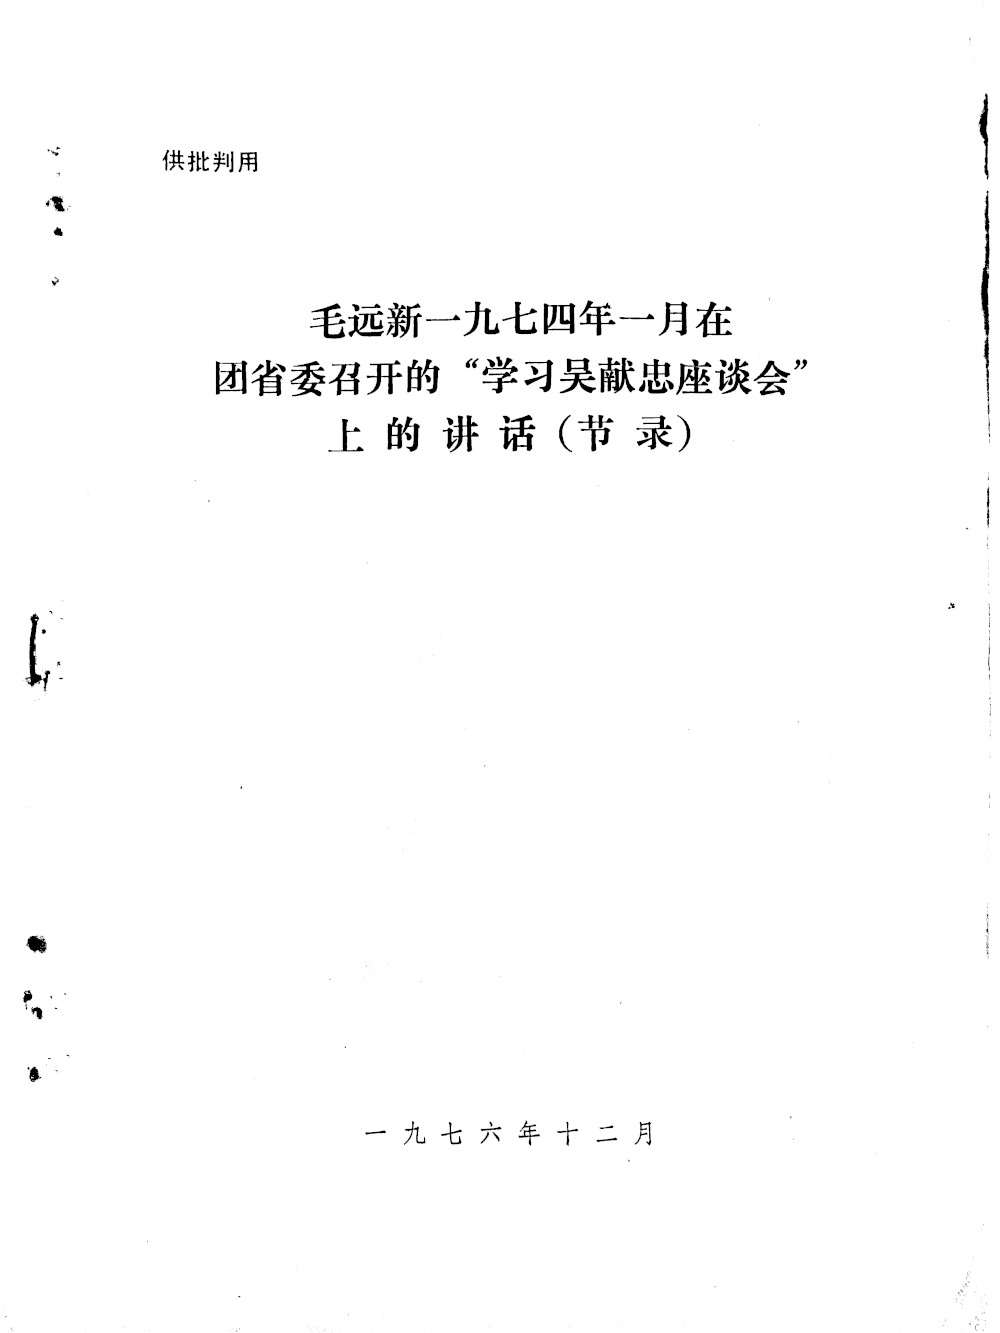 供批判用
毛远新一九七四年一月在
团省委召开的“学习吴献忠座谈会”
上的讲话(节录)
一九七六年十二月